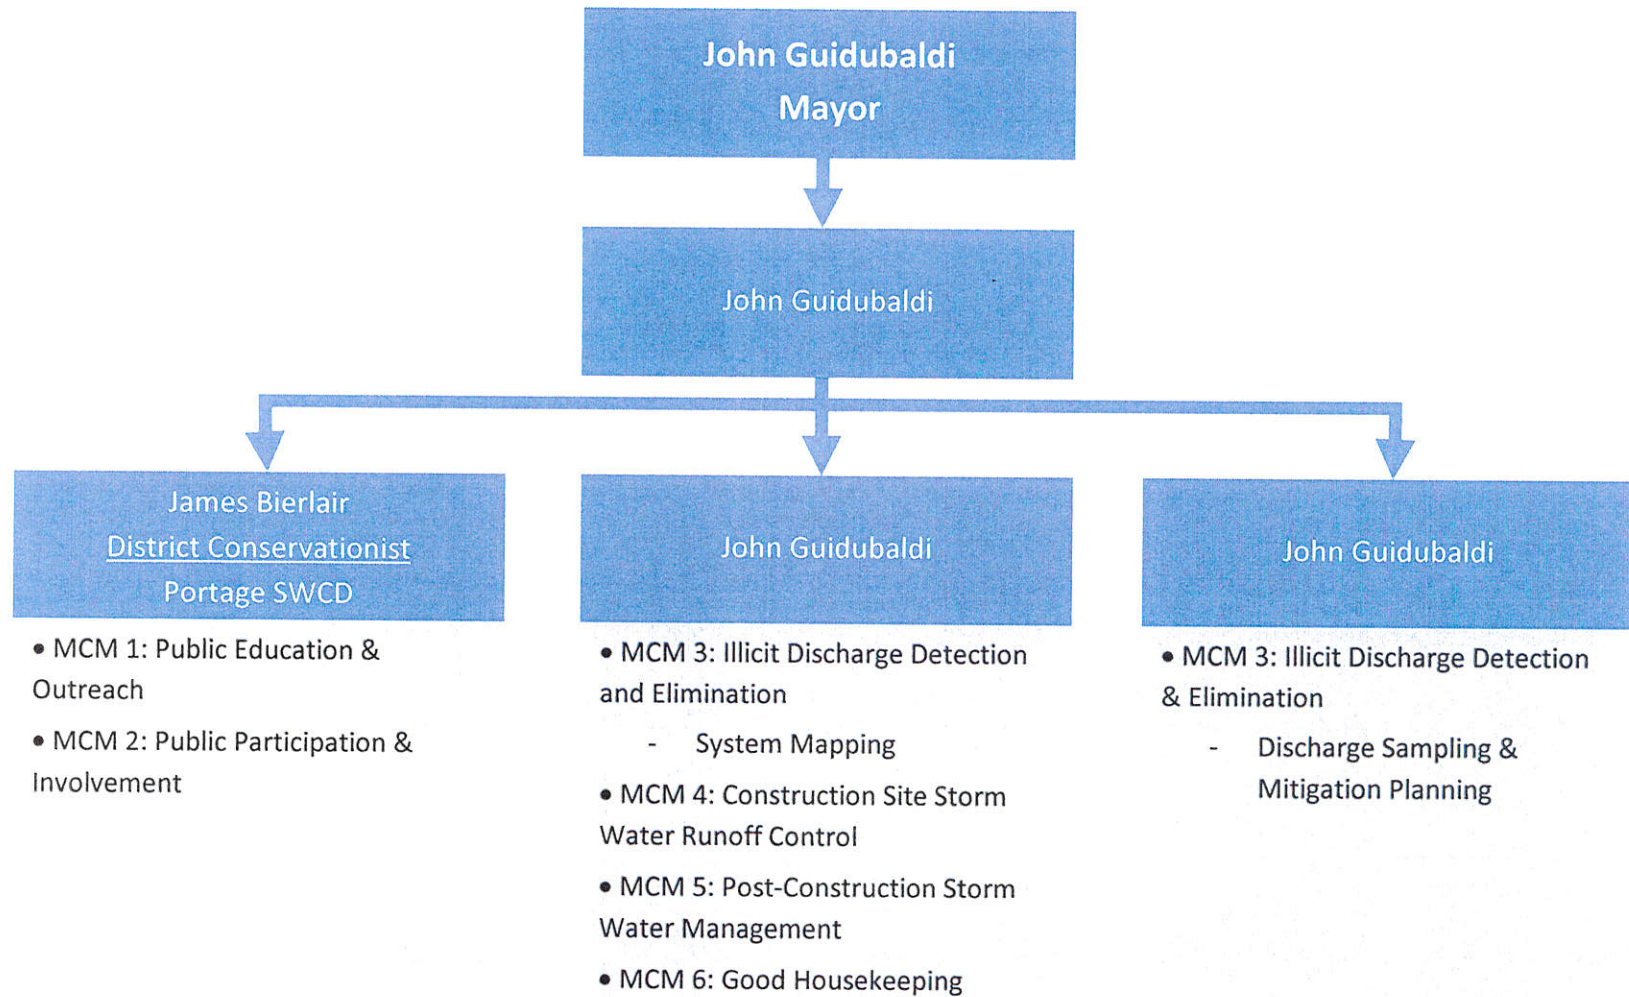 John Guidubaldi
Mayor
John Guidubaldi
James Bierlair
District Conservationist
Portage SWCD
• MCM 1: Public Education &
Outreach
• MCM 2: Public Participation &
Involvement
John Guidubaldi
• MCM 3: Illicit Discharge Detection
and Elimination
- System Mapping
• MCM 4: Construction Site Storm
Water Runoff Control
• MCM 5: Post-Construction Storm
Water Management
• MCM 6: Good Housekeeping
John Guidubaldi
• MCM 3: Illicit Discharge Detection
& Elimination
- Discharge Sampling &
Mitigation Planning